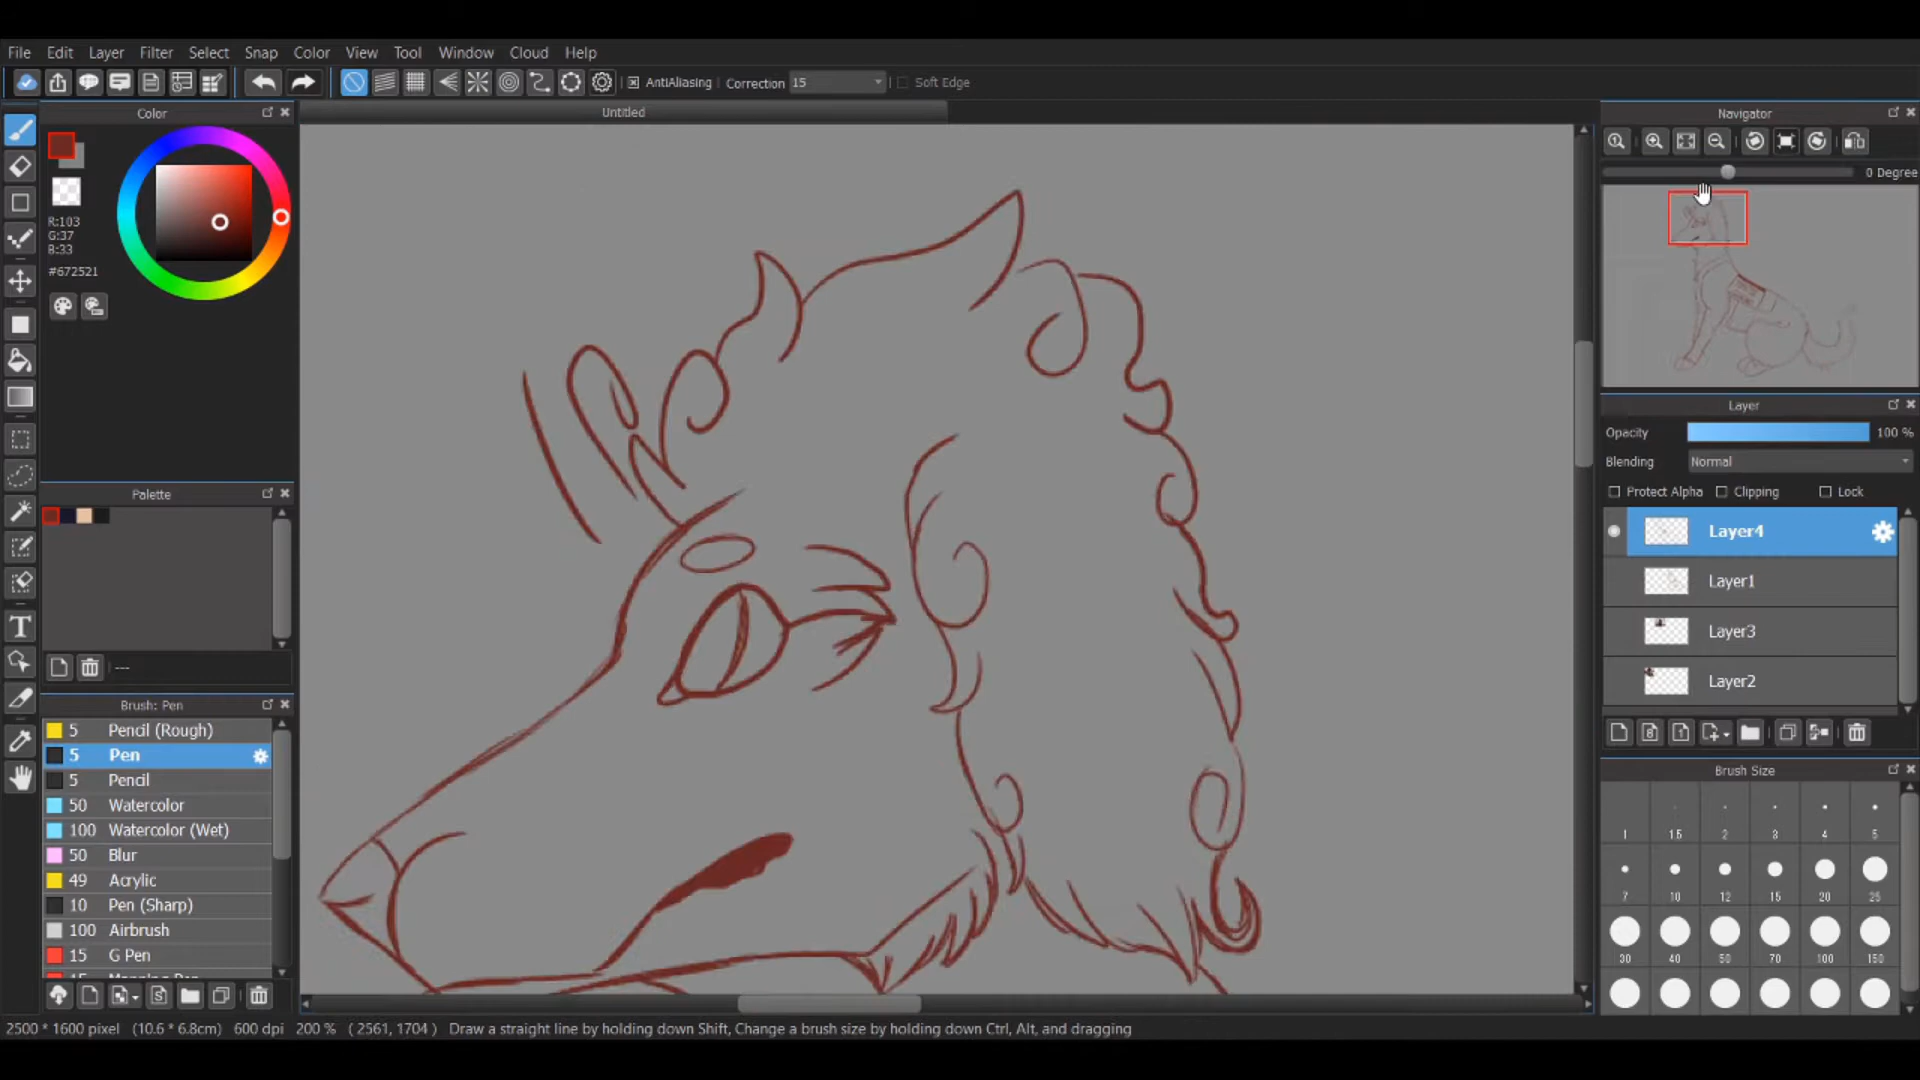 File Edit Layer Filter Select Snap Color View Tool Window Cloud Help
AntiAliasing Correction 15 Soft Edge
Color
Untitled
Navigator
0 Degree
R:103
G:37
B:33
#672521
Palette
---
Brush: Pen
5 Pencil (Rough)
5 Pen
5 Pencil
50 Watercolor
100 Watercolor (Wet)
50 Blur
49 Acrylic
10 Pen (Sharp)
100 Airbrush
15 G Pen
Layer
Opacity 100 %
Blending Normal
Protect Alpha Clipping Lock
Layer4
Layer1
Layer3
Layer2
Brush Size
1 1.5 2 3 4 5
7 10 12 15 20 25
30 40 50 70 100 150
2500 * 1600 pixel (10.6 * 6.8cm) 600 dpi 200 % ( 2561, 1704 ) Draw a straight line by holding down Shift, Change a brush size by holding down Ctrl, Alt, and dragging